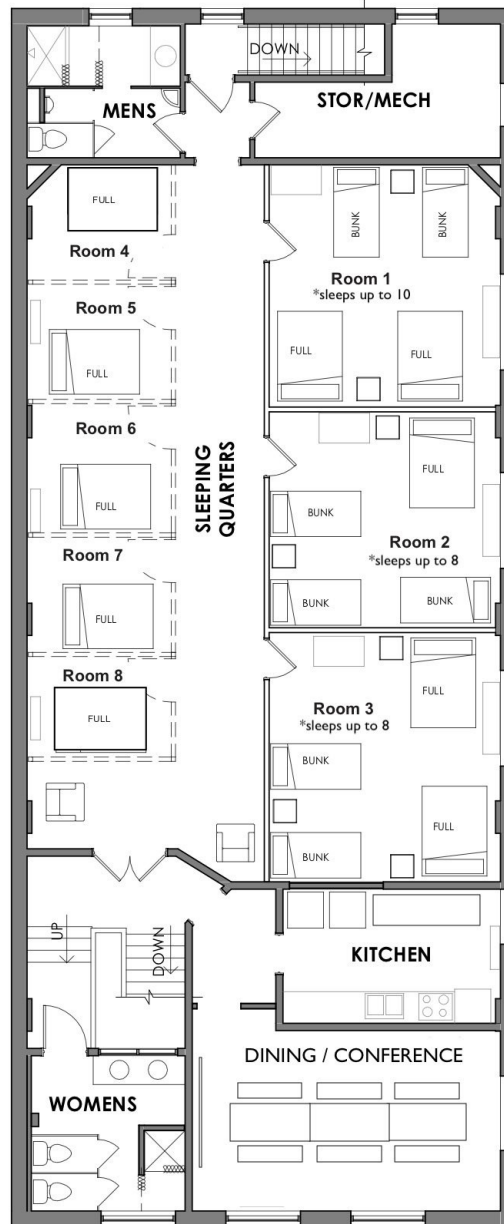 DOWN
MENS
STOR/MECH
FULL
Room 4
BUNK
BUNK
Room 1
*sleeps up to 10
Room 5
FULL
FULL
FULL
Room 6
FULL
SLEEPING
QUARTERS
FULL
BUNK
Room 2
*sleeps up to 8
Room 7
FULL
BUNK
BUNK
Room 8
FULL
FULL
Room 3
*sleeps up to 8
BUNK
FULL
BUNK
UP
DOWN
KITCHEN
DINING / CONFERENCE
WOMENS